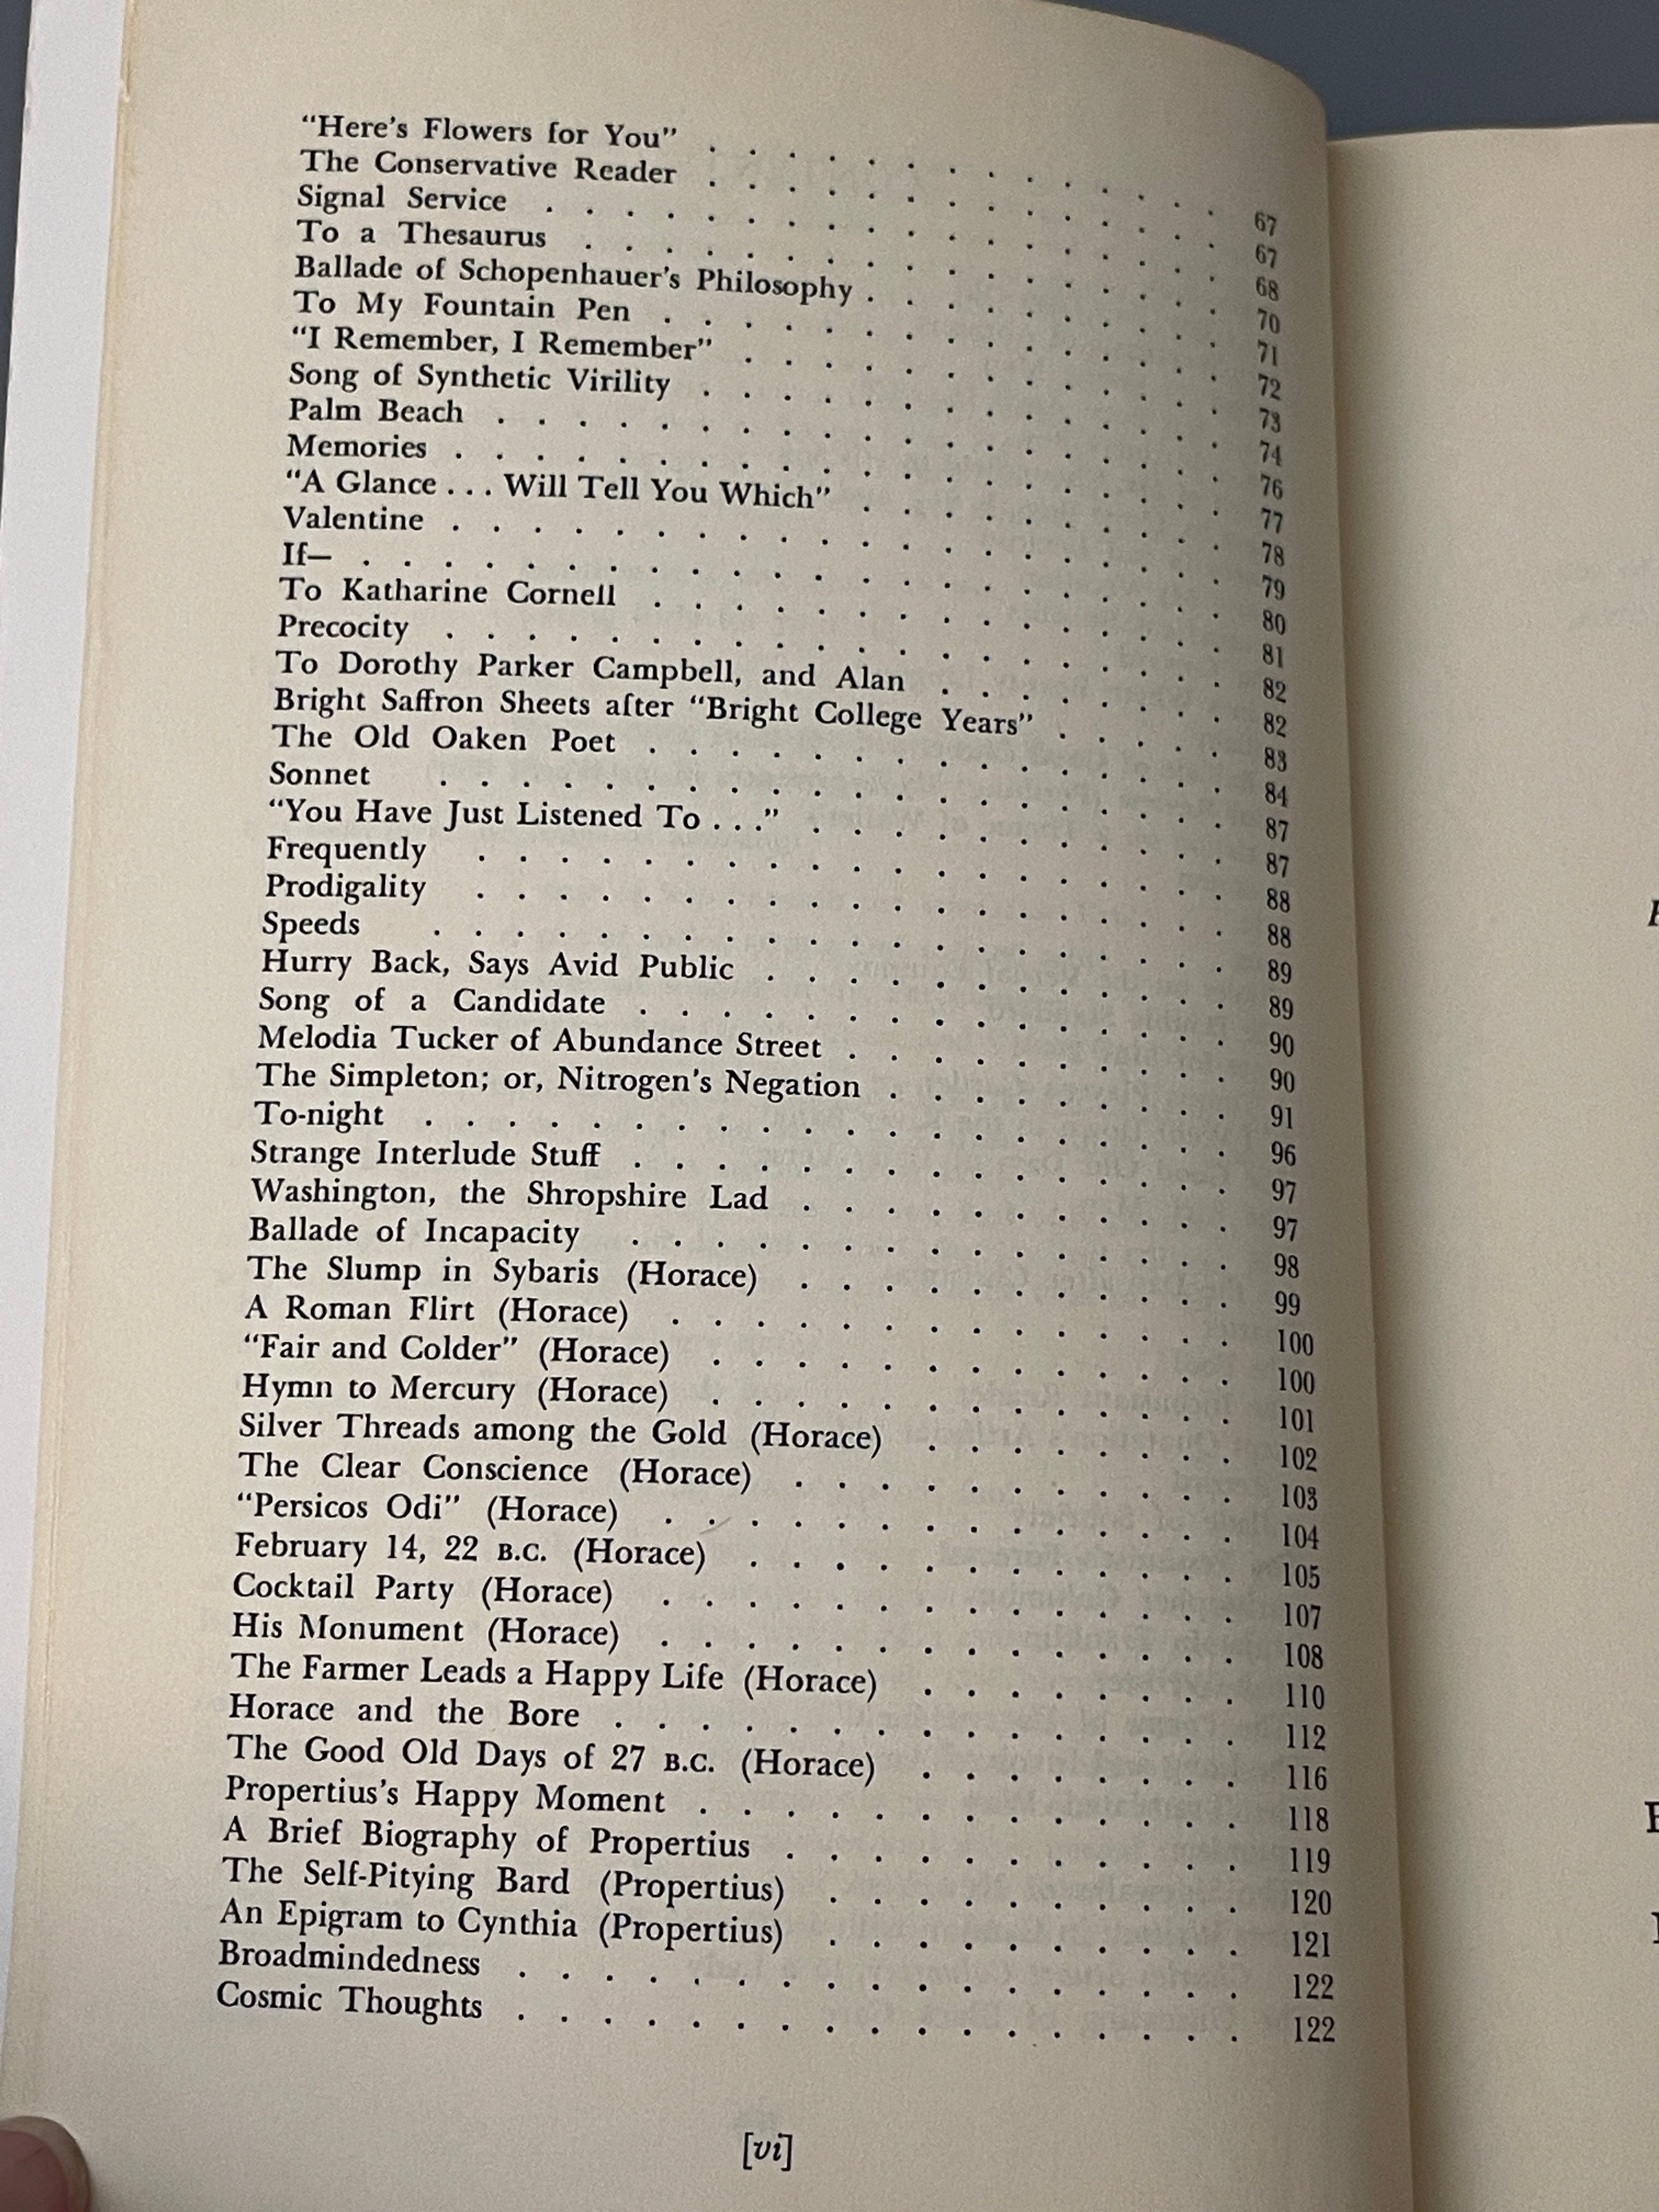 “Here’s Flowers for You” . . . . . . . . . . . . . 67
The Conservative Reader . . . . . . . . . . . . . 67
Signal Service . . . . . . . . . . . . . . . . . 68
To a Thesaurus . . . . . . . . . . . . . . . . 70
Ballade of Schopenhauer’s Philosophy . . . . . . . . . 71
To My Fountain Pen . . . . . . . . . . . . . . 72
“I Remember, I Remember” . . . . . . . . . . . . 73
Song of Synthetic Virility . . . . . . . . . . . . . 74
Palm Beach . . . . . . . . . . . . . . . . . . 76
Memories . . . . . . . . . . . . . . . . . . . 77
“A Glance . . . Will Tell You Which” . . . . . . . . . 78
Valentine . . . . . . . . . . . . . . . . . . . 79
If— . . . . . . . . . . . . . . . . . . . . . 80
To Katharine Cornell . . . . . . . . . . . . . . 81
Precocity . . . . . . . . . . . . . . . . . . . 82
To Dorothy Parker Campbell, and Alan . . . . . . . 82
Bright Saffron Sheets after “Bright College Years” . . . . 83
The Old Oaken Poet . . . . . . . . . . . . . . 84
Sonnet . . . . . . . . . . . . . . . . . . . 87
“You Have Just Listened To . . .” . . . . . . . . . . 87
Frequently . . . . . . . . . . . . . . . . . . 88
Prodigality . . . . . . . . . . . . . . . . . . 88
Speeds . . . . . . . . . . . . . . . . . . . 89
Hurry Back, Says Avid Public . . . . . . . . . . . 89
Song of a Candidate . . . . . . . . . . . . . . 90
Melodia Tucker of Abundance Street . . . . . . . . . 90
The Simpleton; or, Nitrogen’s Negation . . . . . . . . 91
To-night . . . . . . . . . . . . . . . . . . . 96
Strange Interlude Stuff . . . . . . . . . . . . . . 97
Washington, the Shropshire Lad . . . . . . . . . . 97
Ballade of Incapacity . . . . . . . . . . . . . . 98
The Slump in Sybaris (Horace) . . . . . . . . . . 99
A Roman Flirt (Horace) . . . . . . . . . . . . . 100
“Fair and Colder” (Horace) . . . . . . . . . . . . 100
Hymn to Mercury (Horace) . . . . . . . . . . . . 101
Silver Threads among the Gold (Horace) . . . . . . . 102
The Clear Conscience (Horace) . . . . . . . . . . 103
“Persicos Odi” (Horace) . . . . . . . . . . . . . 104
February 14, 22 B.C. (Horace) . . . . . . . . . . . 105
Cocktail Party (Horace) . . . . . . . . . . . . . 107
His Monument (Horace) . . . . . . . . . . . . . 108
The Farmer Leads a Happy Life (Horace) . . . . . . . 110
Horace and the Bore . . . . . . . . . . . . . . 112
The Good Old Days of 27 B.C. (Horace) . . . . . . . 116
Propertius’s Happy Moment . . . . . . . . . . . . 118
A Brief Biography of Propertius . . . . . . . . . . 119
The Self-Pitying Bard (Propertius) . . . . . . . . . 120
An Epigram to Cynthia (Propertius) . . . . . . . . . 121
Broadmindedness . . . . . . . . . . . . . . . . 122
Cosmic Thoughts . . . . . . . . . . . . . . . . 122
[vi]